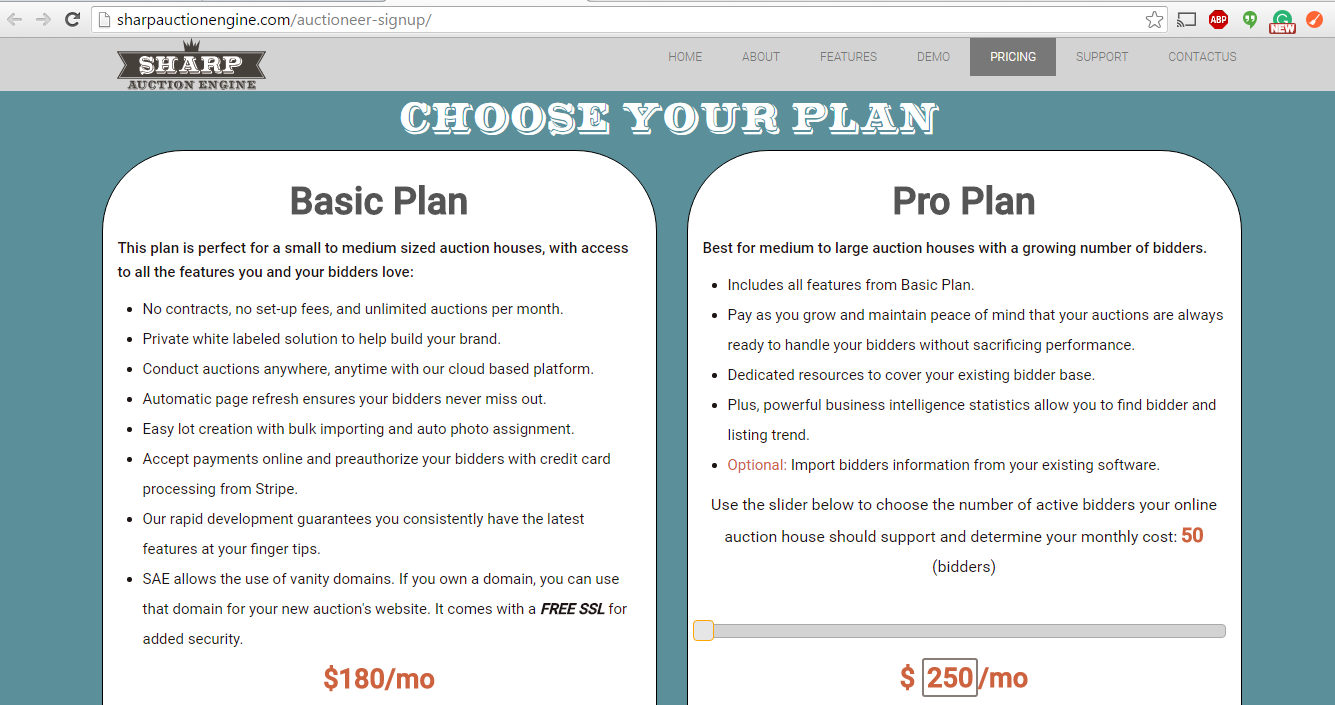 sharpauctionengine.com/auctioneer-signup/
ABP
NEW
SHARP
AUCTION ENGINE
HOME ABOUT FEATURES DEMO PRICING SUPPORT CONTACTUS
CHOOSE YOUR PLAN
Basic Plan
This plan is perfect for a small to medium sized auction houses, with access
to all the features you and your bidders love:
No contracts, no set-up fees, and unlimited auctions per month.
Private white labeled solution to help build your brand.
Conduct auctions anywhere, anytime with our cloud based platform.
Automatic page refresh ensures your bidders never miss out.
Easy lot creation with bulk importing and auto photo assignment.
Accept payments online and preauthorize your bidders with credit card
processing from Stripe.
Our rapid development guarantees you consistently have the latest
features at your finger tips.
SAE allows the use of vanity domains. If you own a domain, you can use
that domain for your new auction's website. It comes with a FREE SSL for
added security.
$180/mo
Pro Plan
Best for medium to large auction houses with a growing number of bidders.
Includes all features from Basic Plan.
Pay as you grow and maintain peace of mind that your auctions are always
ready to handle your bidders without sacrificing performance.
Dedicated resources to cover your existing bidder base.
Plus, powerful business intelligence statistics allow you to find bidder and
listing trend.
Optional: Import bidders information from your existing software.
Use the slider below to choose the number of active bidders your online
auction house should support and determine your monthly cost: 50
(bidders)
$ 250/mo